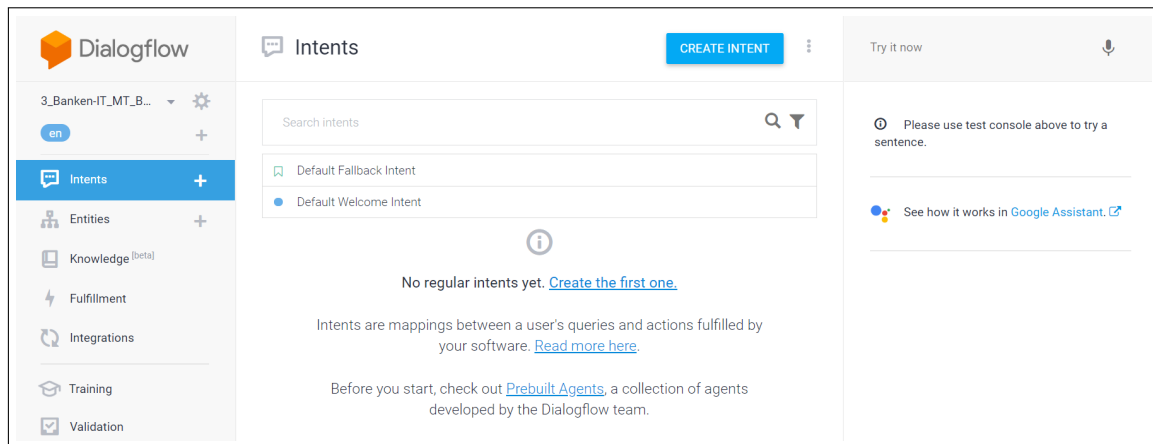 Dialogflow
3_Banken-IT_MT_B...
en
+
Intents
+
Entities
+
Knowledge [beta]
Fulfillment
Integrations
Training
Validation
Intents
CREATE INTENT
Search intents
Default Fallback Intent
Default Welcome Intent
No regular intents yet. Create the first one.
Intents are mappings between a user's queries and actions fulfilled by
your software. Read more here.
Before you start, check out Prebuilt Agents, a collection of agents
developed by the Dialogflow team.
Try it now
Please use test console above to try a
sentence.
See how it works in Google Assistant.